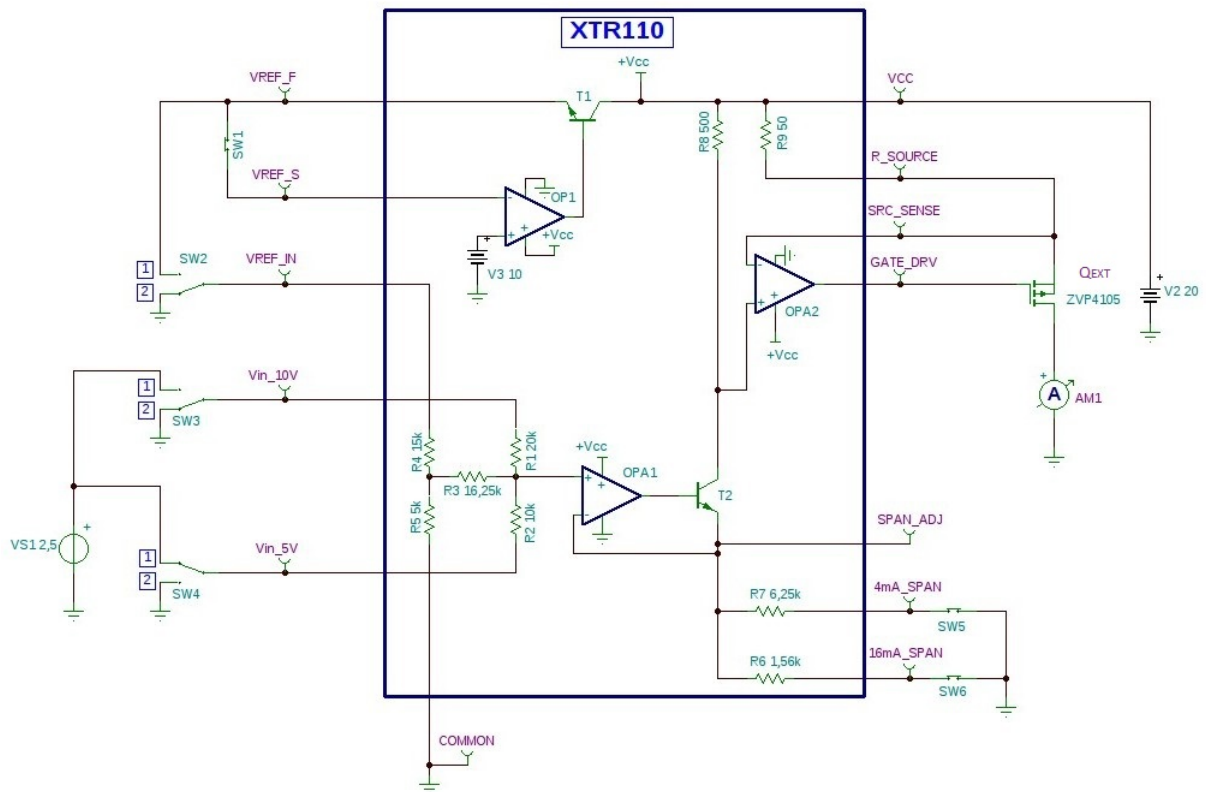 XTR110
+Vcc
VREF_F
T1
VCC
R8 500
R9 50
SW1
R_SOURCE
VREF_S
OP1
SRC_SENSE
+Vcc
SW2
VREF_IN
V3 10
GATE_DRV
QEXT
1
2
OPA2
ZVP4105
V2 20
+Vcc
Vin_10V
1
2
A
AM1
SW3
R4 15k
R1 20k
+Vcc
OPA1
R3 16,25k
T2
R5 5k
R2 10k
SPAN_ADJ
VS1 2,5
Vin_5V
1
2
SW4
R7 6,25k
4mA_SPAN
SW5
R6 1,56k
16mA_SPAN
SW6
COMMON